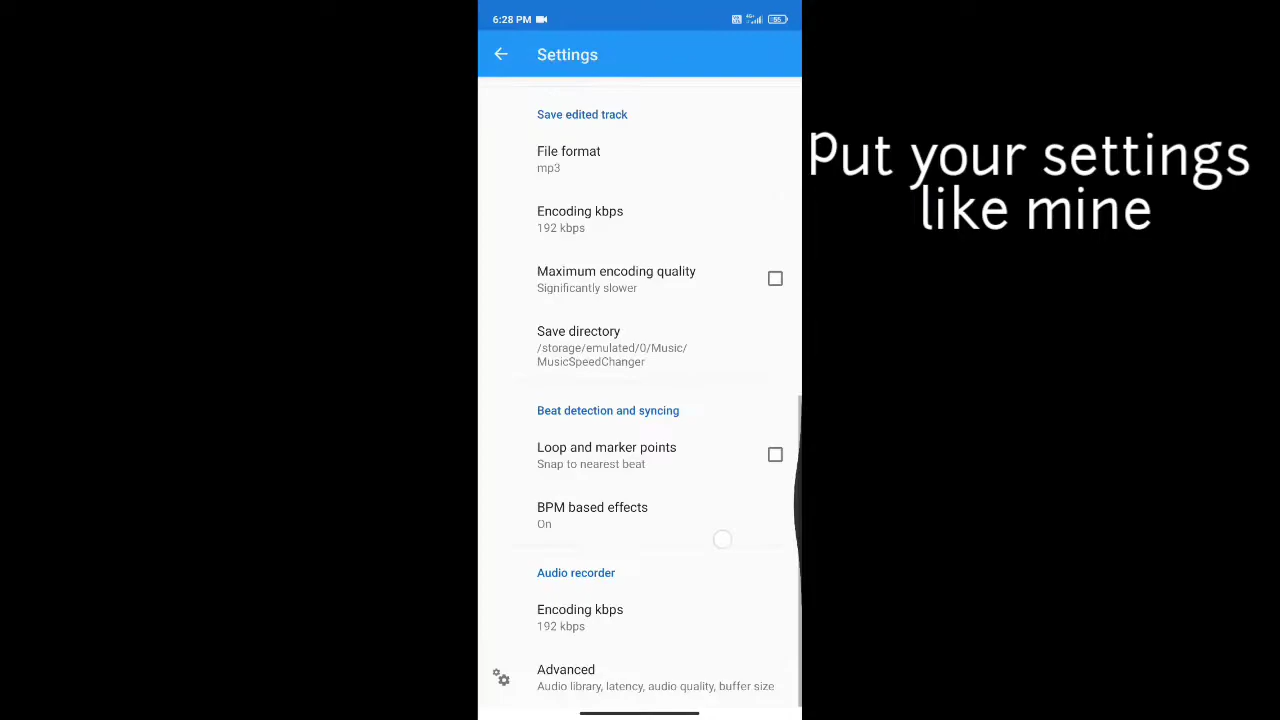 6:28 PM
55
Settings
Put your settings
like mine
Save edited track
File format
mp3
Encoding kbps
192 kbps
Maximum encoding quality
Significantly slower
Save directory
/storage/emulated/0/Music/
MusicSpeedChanger
Beat detection and syncing
Loop and marker points
Snap to nearest beat
BPM based effects
On
Audio recorder
Encoding kbps
192 kbps
Advanced
Audio library, latency, audio quality, buffer size